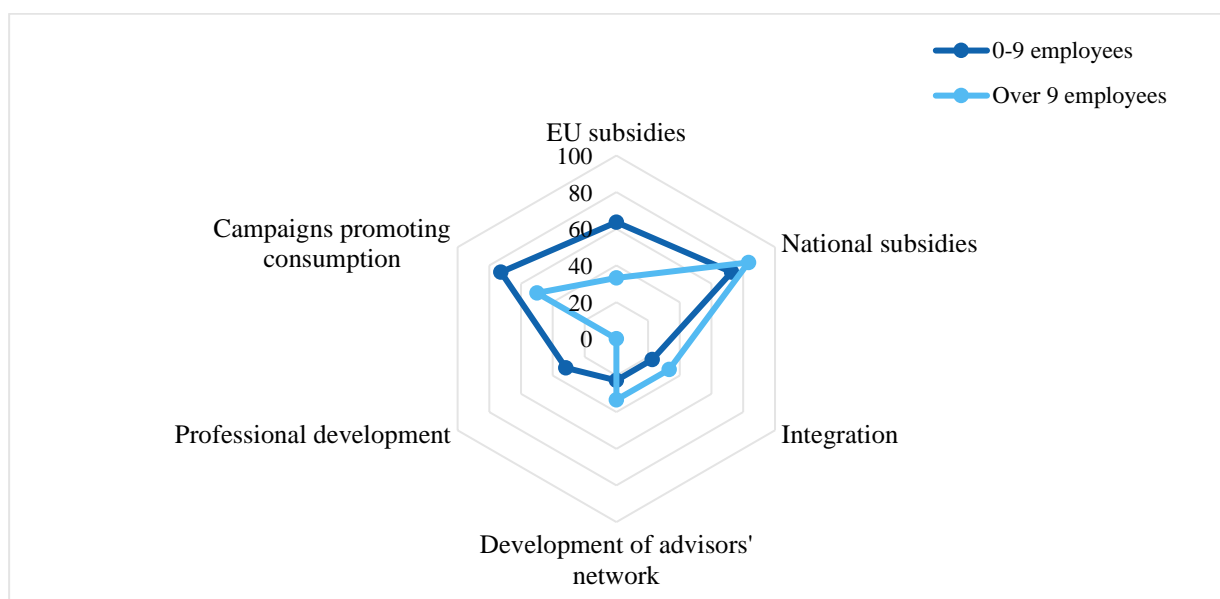 0-9 employees
Over 9 employees
EU subsidies
100
80
60
40
20
0
National subsidies
Integration
Development of advisors'
network
Professional development
Campaigns promoting
consumption